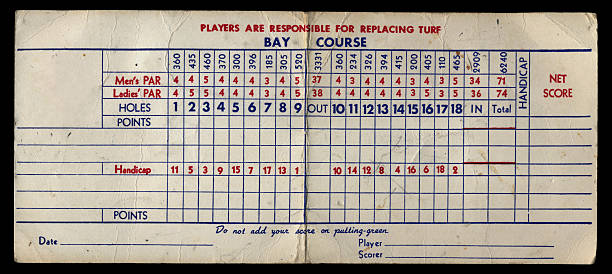 PLAYERS ARE RESPONSIBLE FOR REPLACING TURF
BAY COURSE
360 435 460 370 300 396 185 305 520 3331 360 234 326 394 415 200 405 110 465 2909 6240 HANDICAP
Men's PAR 4 4 5 4 4 4 3 4 5 37 4 4 4 4 4 3 4 3 5 34 71 NET
Ladies' PAR 4 5 5 4 4 4 3 4 5 38 4 4 4 4 4 3 5 3 5 36 74 SCORE
HOLES 1 2 3 4 5 6 7 8 9 OUT 10 11 12 13 14 15 16 17 18 IN Total
POINTS
Handicap 11 5 3 9 15 7 17 13 1 10 14 12 8 4 16 6 18 2
POINTS
Do not add your score on putting-green
Date Player
Scorer